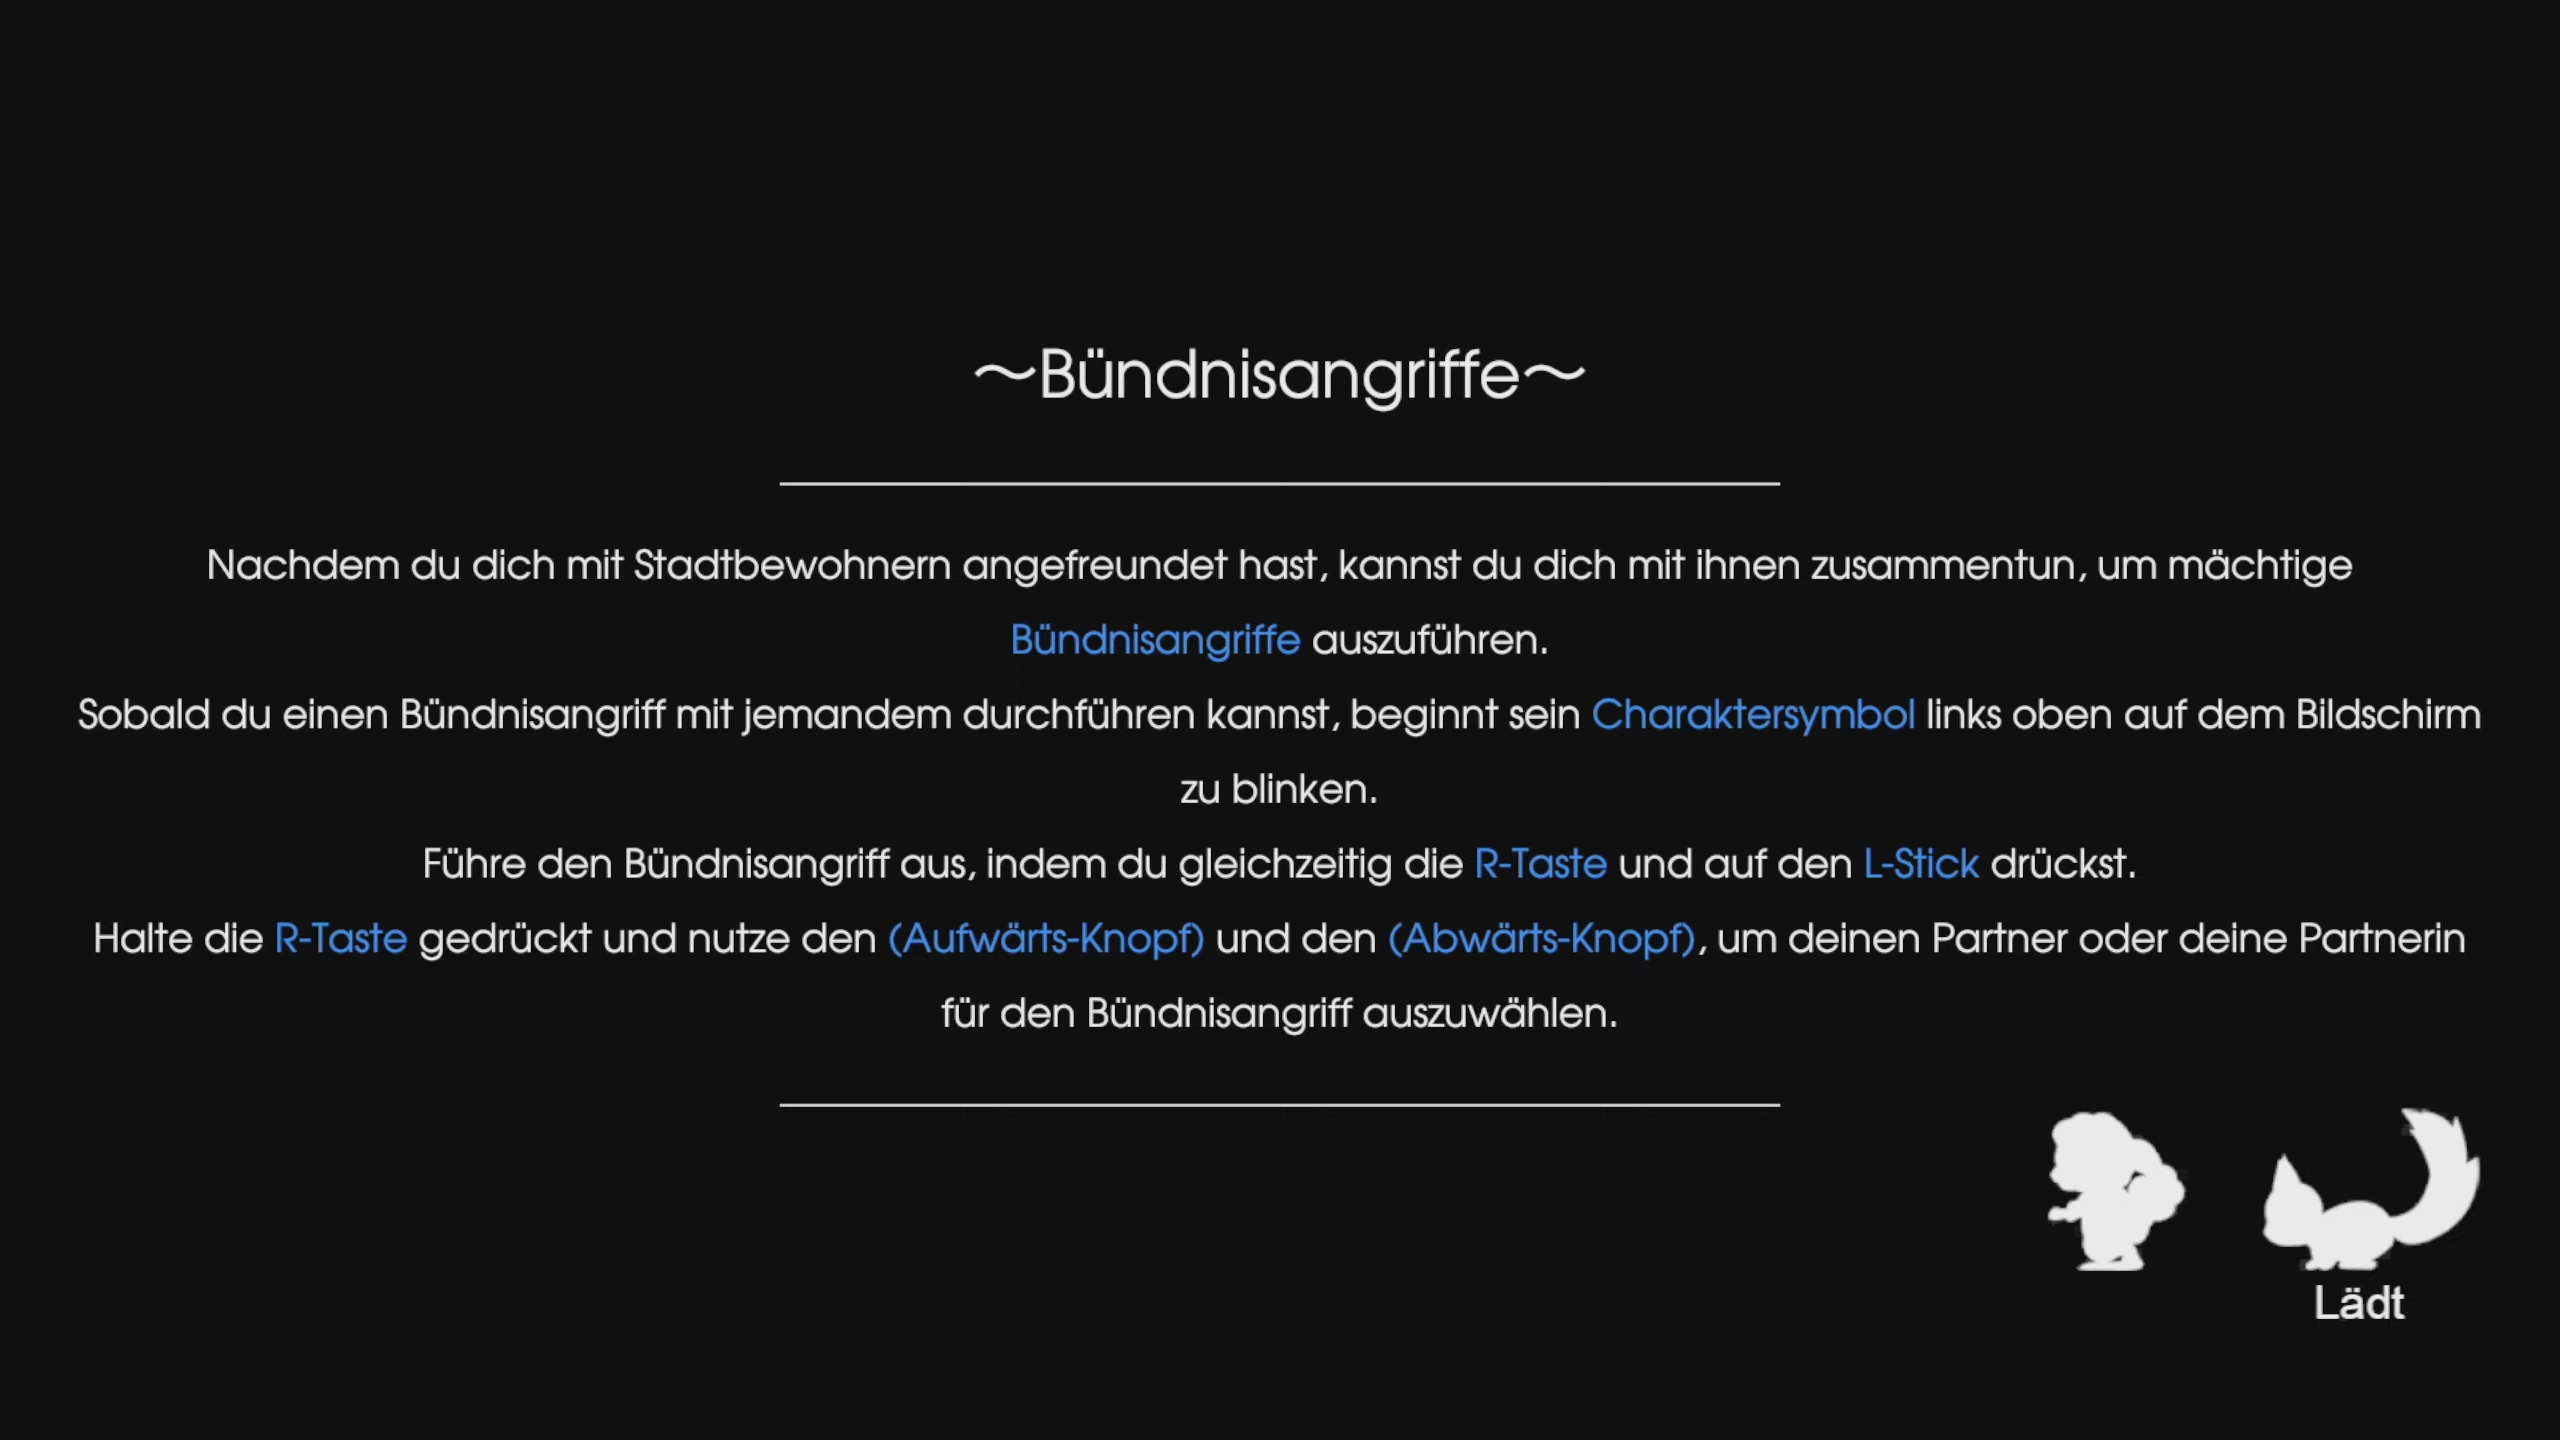 ～Bündnisangriffe～
Nachdem du dich mit Stadtbewohnern angefreundet hast, kannst du dich mit ihnen zusammentun, um mächtige
Bündnisangriffe auszuführen.
Sobald du einen Bündnisangriff mit jemandem durchführen kannst, beginnt sein Charaktersymbol links oben auf dem Bildschirm
zu blinken.
Führe den Bündnisangriff aus, indem du gleichzeitig die R-Taste und auf den L-Stick drückst.
Halte die R-Taste gedrückt und nutze den (Aufwärts-Knopf) und den (Abwärts-Knopf), um deinen Partner oder deine Partnerin
für den Bündnisangriff auszuwählen.
Lädt